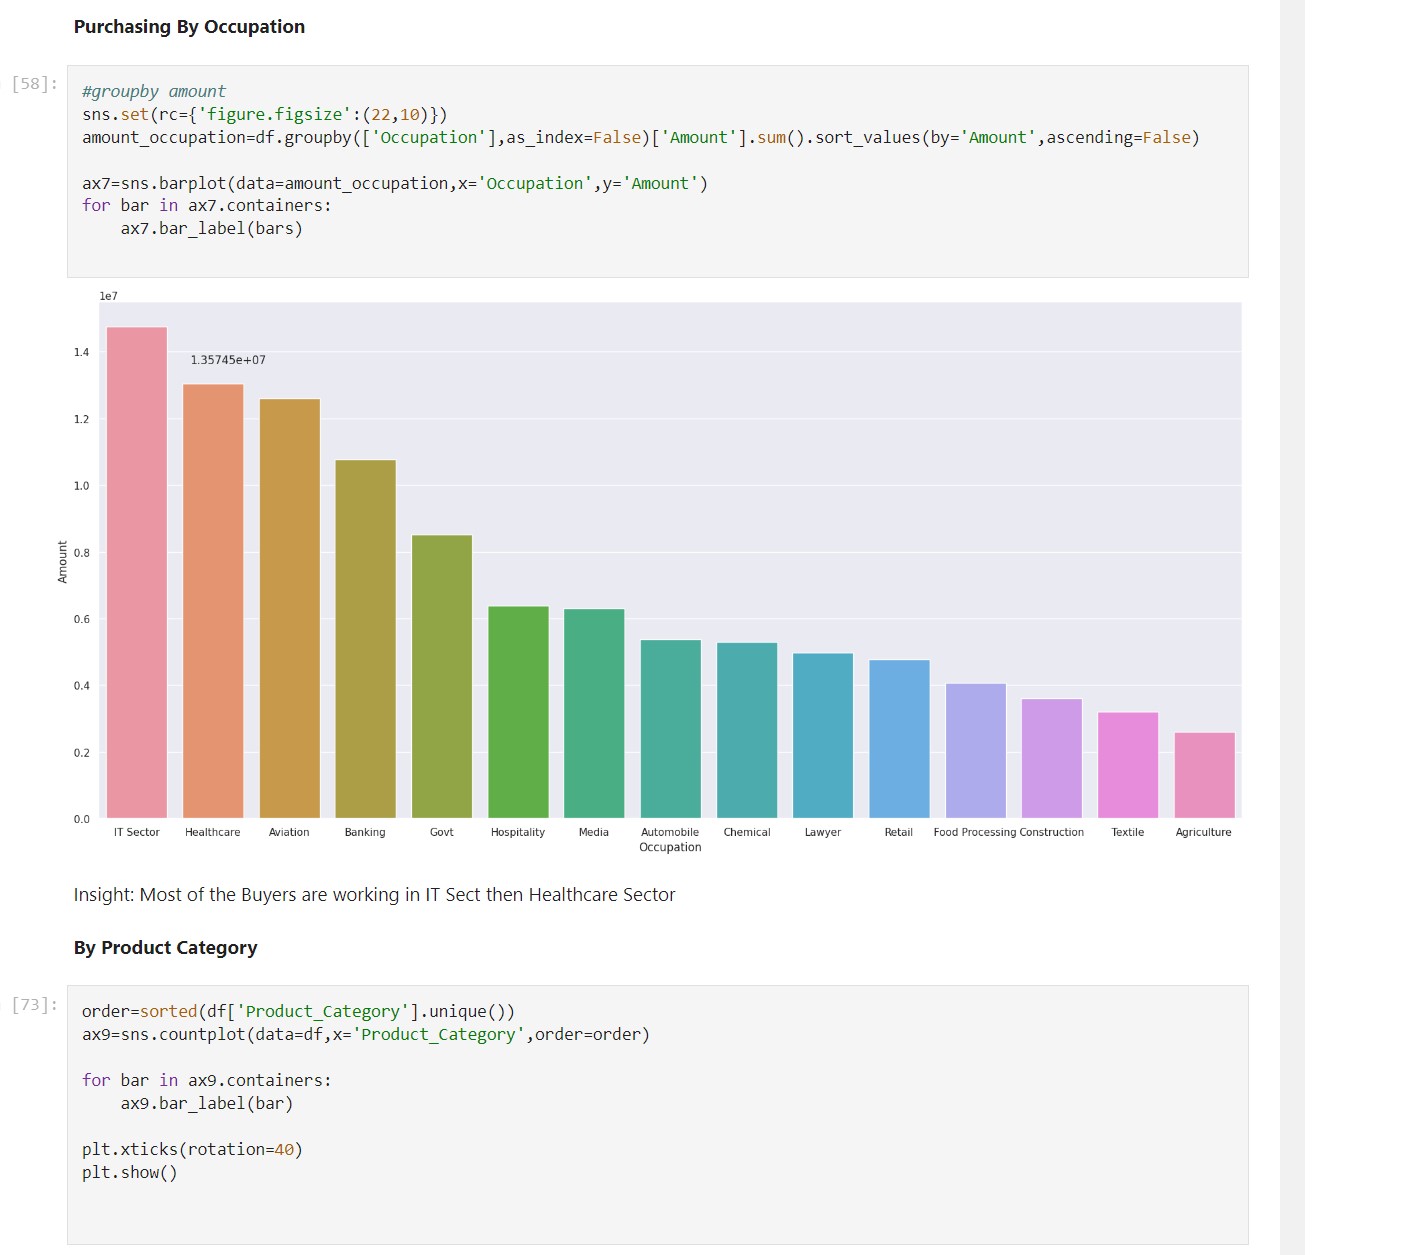 Purchasing By Occupation
[58]:
#groupby amount
sns.set(rc={'figure.figsize':(22,10)})
amount_occupation=df.groupby(['Occupation'],as_index=False)['Amount'].sum().sort_values(by='Amount',ascending=False)
ax7=sns.barplot(data=amount_occupation,x='Occupation',y='Amount')
for bar in ax7.containers:
    ax7.bar_label(bars)
1e7
1.4
1.35745e+07
1.2
1.0
0.8
Amount
0.6
0.4
0.2
0.0
IT Sector Healthcare Aviation Banking Govt Hospitality Media Automobile Chemical Lawyer Retail Food Processing Construction Textile Agriculture
Occupation
Insight: Most of the Buyers are working in IT Sect then Healthcare Sector
By Product Category
[73]:
order=sorted(df['Product_Category'].unique())
ax9=sns.countplot(data=df,x='Product_Category',order=order)
for bar in ax9.containers:
    ax9.bar_label(bar)
plt.xticks(rotation=40)
plt.show()